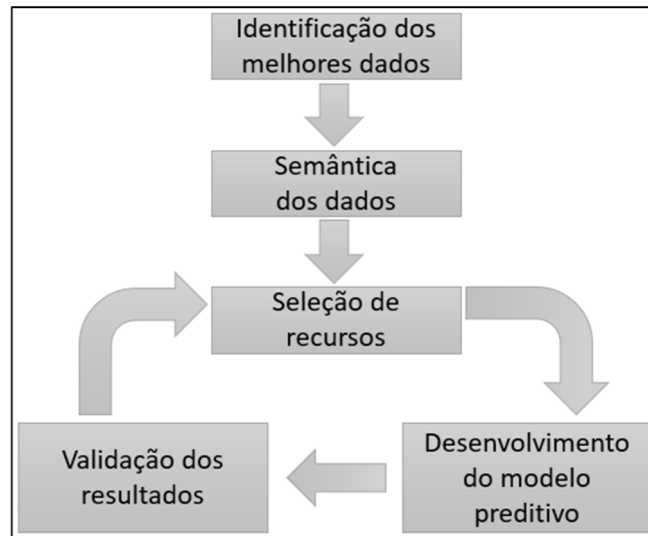 Identificação dos
melhores dados
Semântica
dos dados
Seleção de
recursos
Validação dos
resultados
Desenvolvimento
do modelo
preditivo